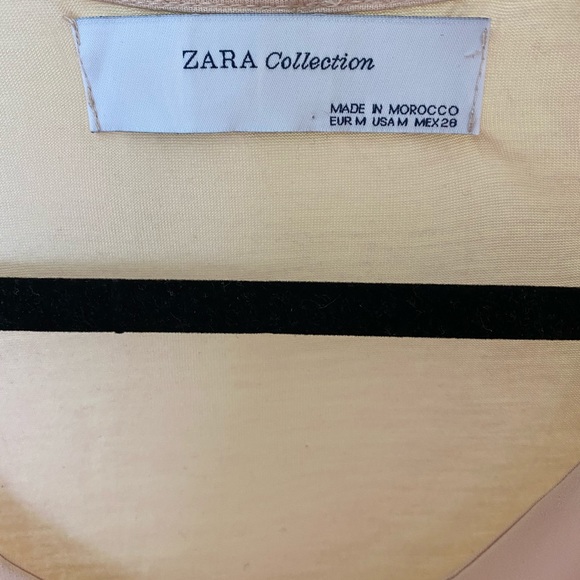 ZARA Collection
MADE IN MOROCCO
EUR M USA M MEX 28